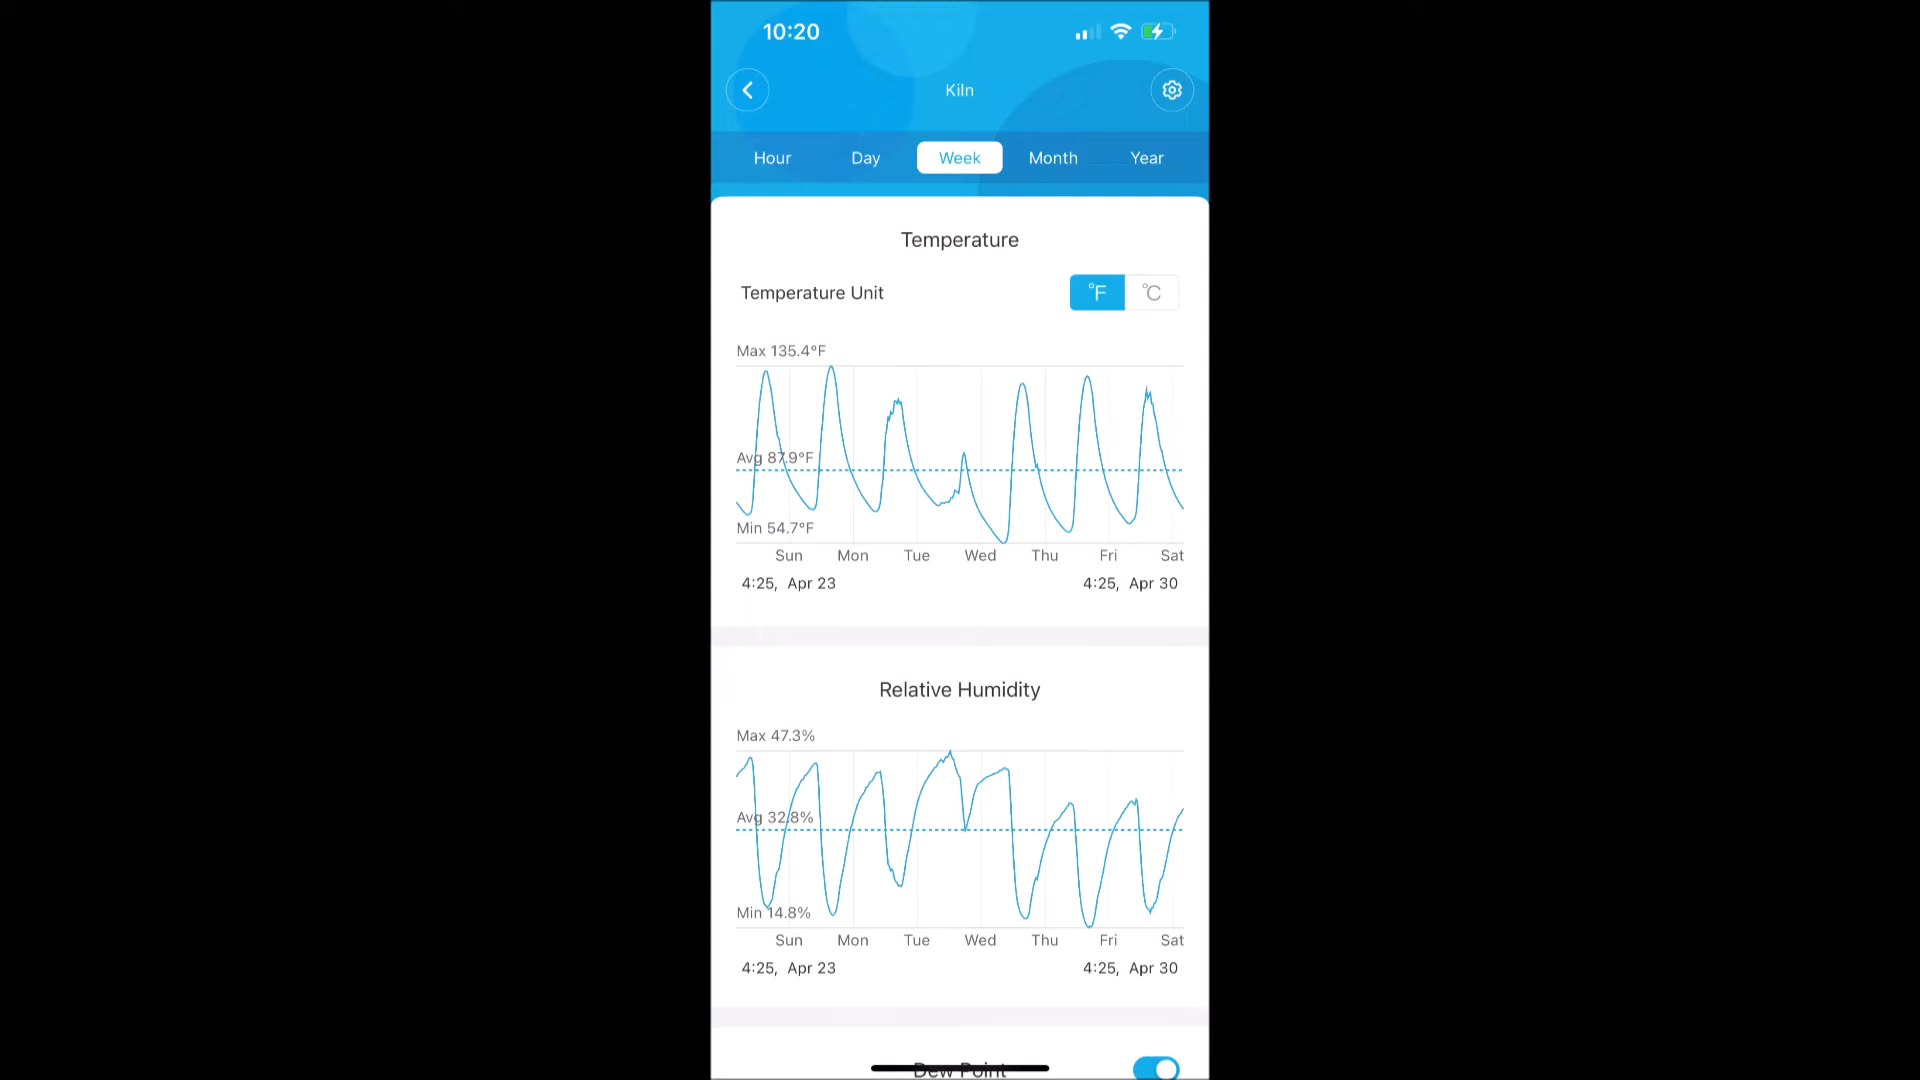 10:20
Kiln
Hour Day Week Month Year
Temperature
Temperature Unit °F °C
Max 135.4°F
Avg 87.9°F
Min 54.7°F
Sun Mon Tue Wed Thu Fri Sat
4:25, Apr 23 4:25, Apr 30
Relative Humidity
Max 47.3%
Avg 32.8%
Min 14.8%
Sun Mon Tue Wed Thu Fri Sat
4:25, Apr 23 4:25, Apr 30
Dew Point